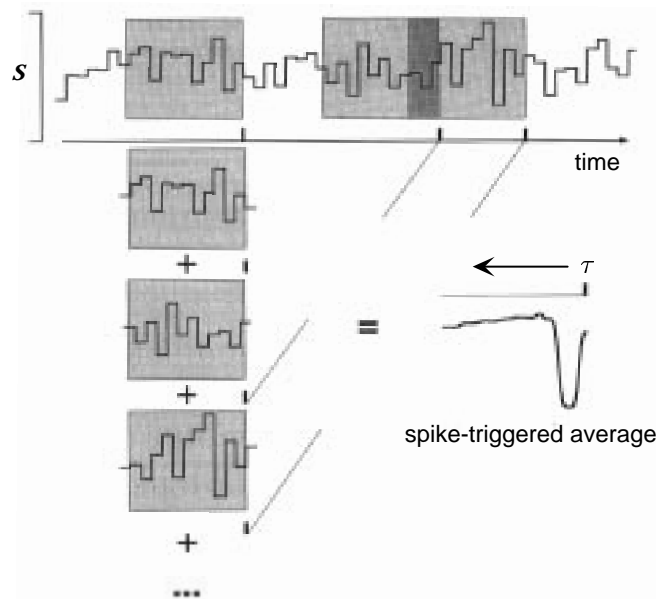 s
time
+
τ
=
+
spike-triggered average
+
...